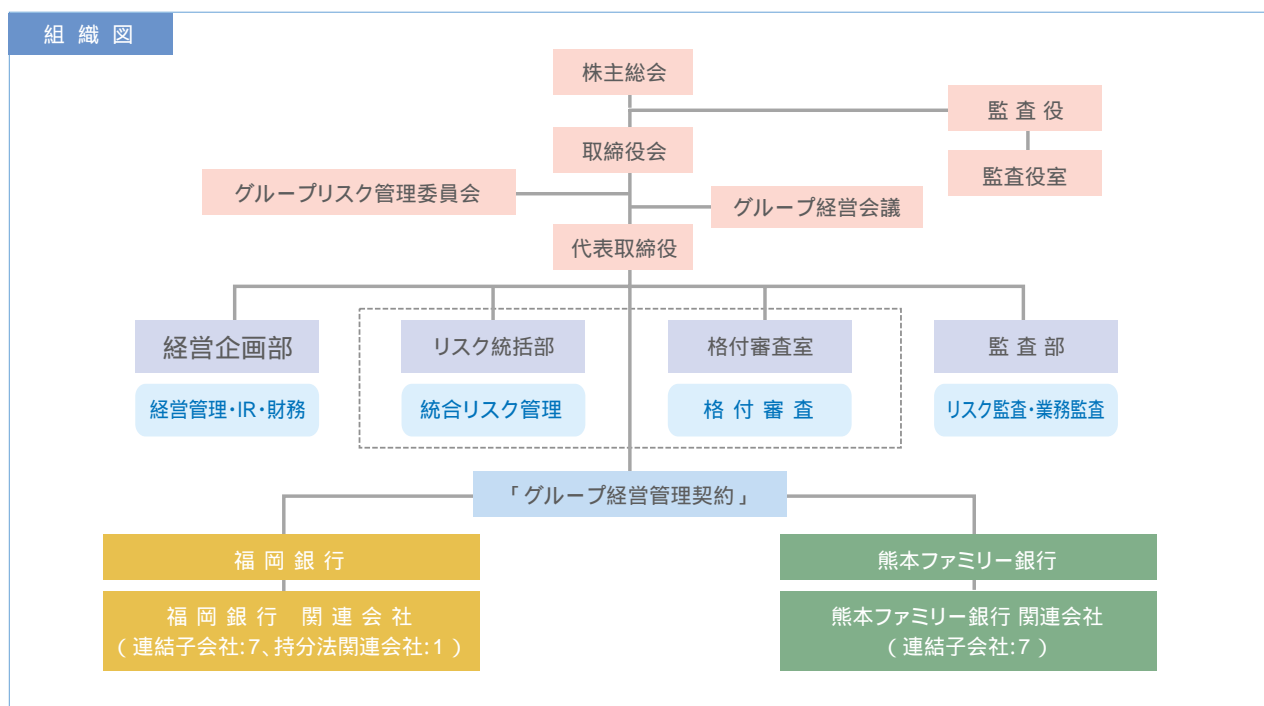 組織図
株主総会
監査役
取締役会
監査役室
グループリスク管理委員会
グループ経営会議
代表取締役
経営企画部
リスク統括部
格付審査室
監査部
経営管理・IR・財務
統合リスク管理
格付審査
リスク監査・業務監査
「グループ経営管理契約」
福岡銀行
熊本ファミリー銀行
福岡銀行 関連会社
（連結子会社:7、持分法関連会社:1）
熊本ファミリー銀行 関連会社
（連結子会社:7）